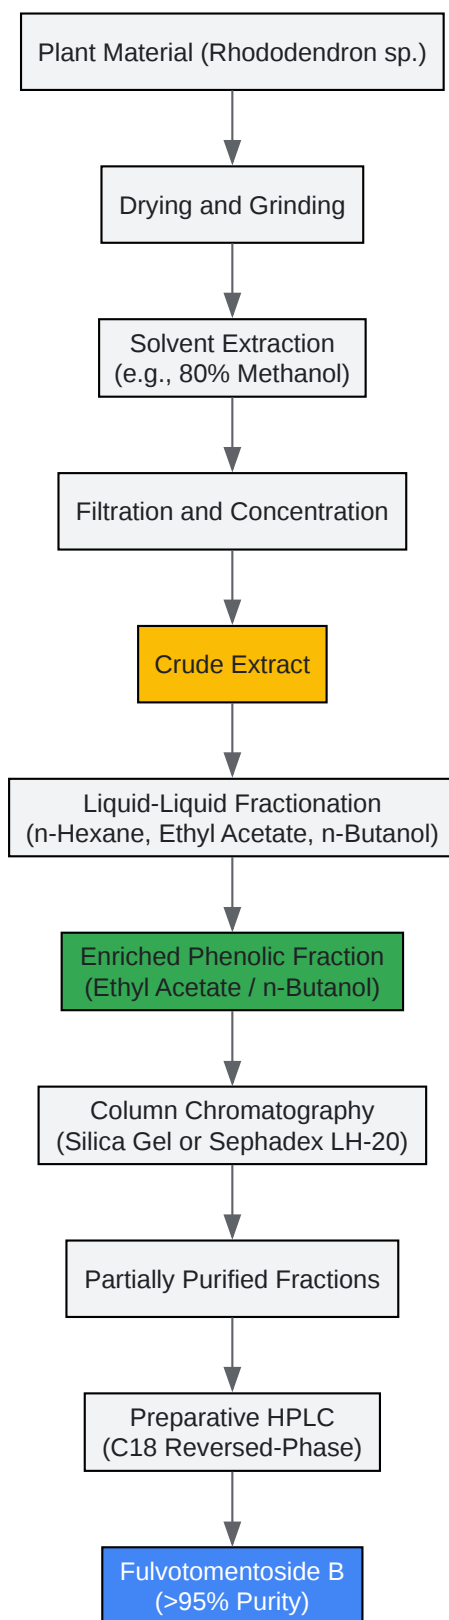 Plant Material (Rhododendron sp.)
Drying and Grinding
Solvent Extraction
(e.g., 80% Methanol)
Filtration and Concentration
Crude Extract
Liquid-Liquid Fractionation
(n-Hexane, Ethyl Acetate, n-Butanol)
Enriched Phenolic Fraction
(Ethyl Acetate / n-Butanol)
Column Chromatography
(Silica Gel or Sephadex LH-20)
Partially Purified Fractions
Preparative HPLC
(C18 Reversed-Phase)
Fulvotomentoside B
(>95% Purity)